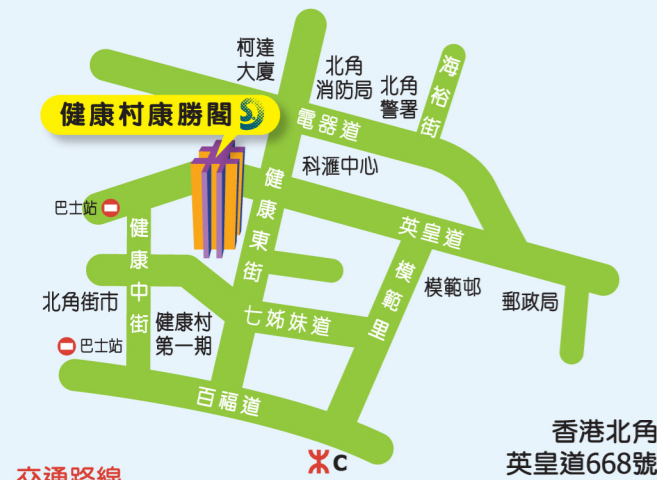 柯達
大廈
北角
消防局
北角
警署
海裕街
健康村康勝閣
電器道
科滙中心
巴士站
健康東街
英皇道
健康中街
模範里
模範邨
郵政局
北角街市
健康村
第一期
七姊妹道
巴士站
百福道
C
香港北角
英皇道668號
交通路線